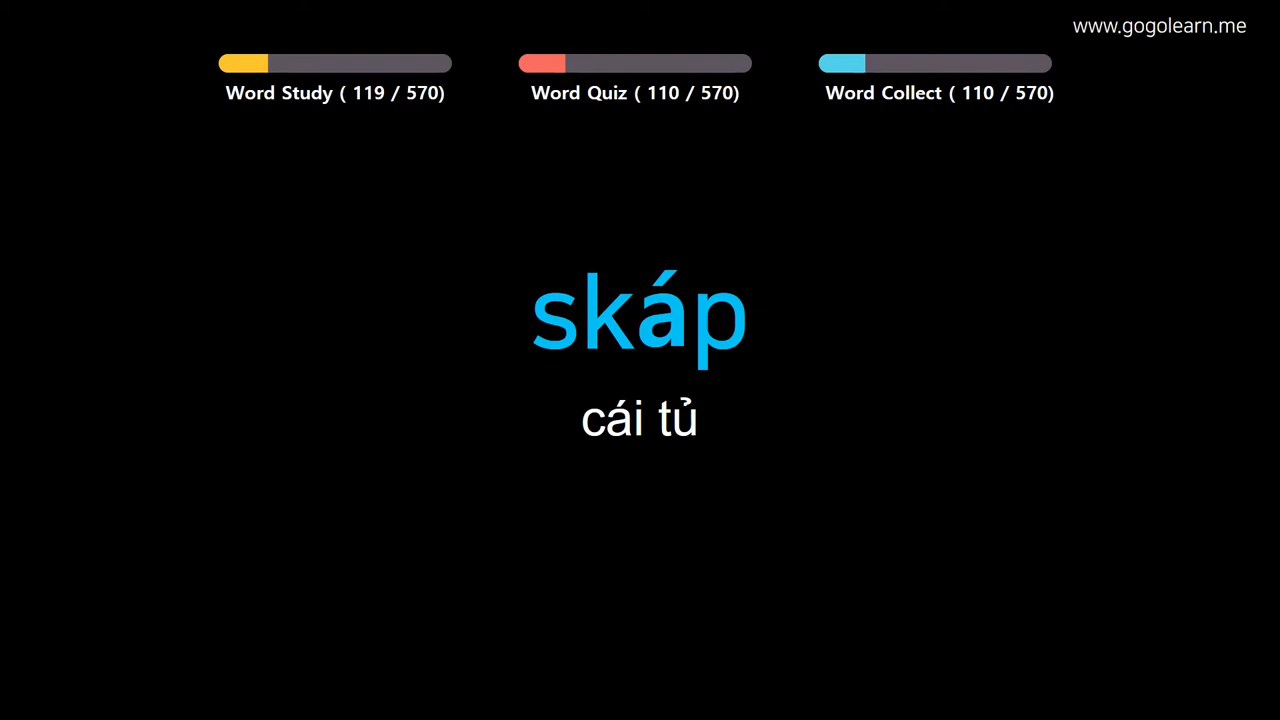 www.gogolearn.me
Word Study ( 119 / 570)
Word Quiz ( 110 / 570)
Word Collect ( 110 / 570)
skáp
cái tủ